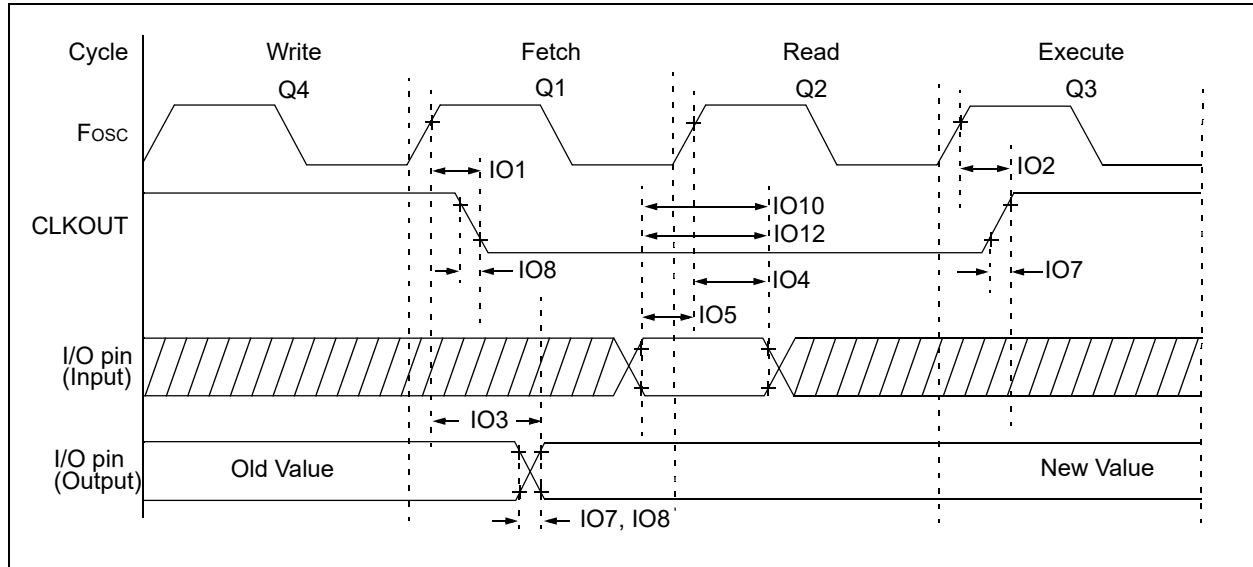 Cycle Write Fetch Read Execute
Q4 Q1 Q2 Q3
Fosc
IO1 IO2
CLKOUT IO10
IO12
IO8 IO4 IO7
IO5
I/O pin
(Input)
IO3
I/O pin
(Output) Old Value New Value
IO7, IO8